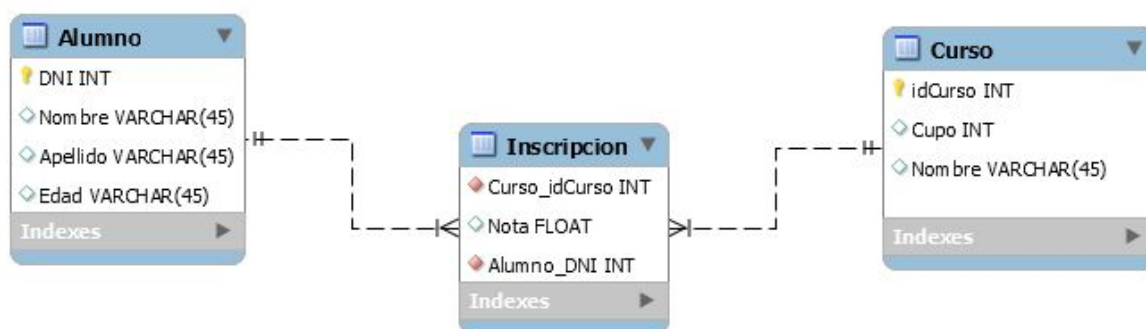 Alumno
DNI INT
Nombre VARCHAR(45)
Apellido VARCHAR(45)
Edad VARCHAR(45)
Indexes
Inscripcion
Curso_idCurso INT
Nota FLOAT
Alumno_DNI INT
Indexes
Curso
idCurso INT
Cupo INT
Nombre VARCHAR(45)
Indexes